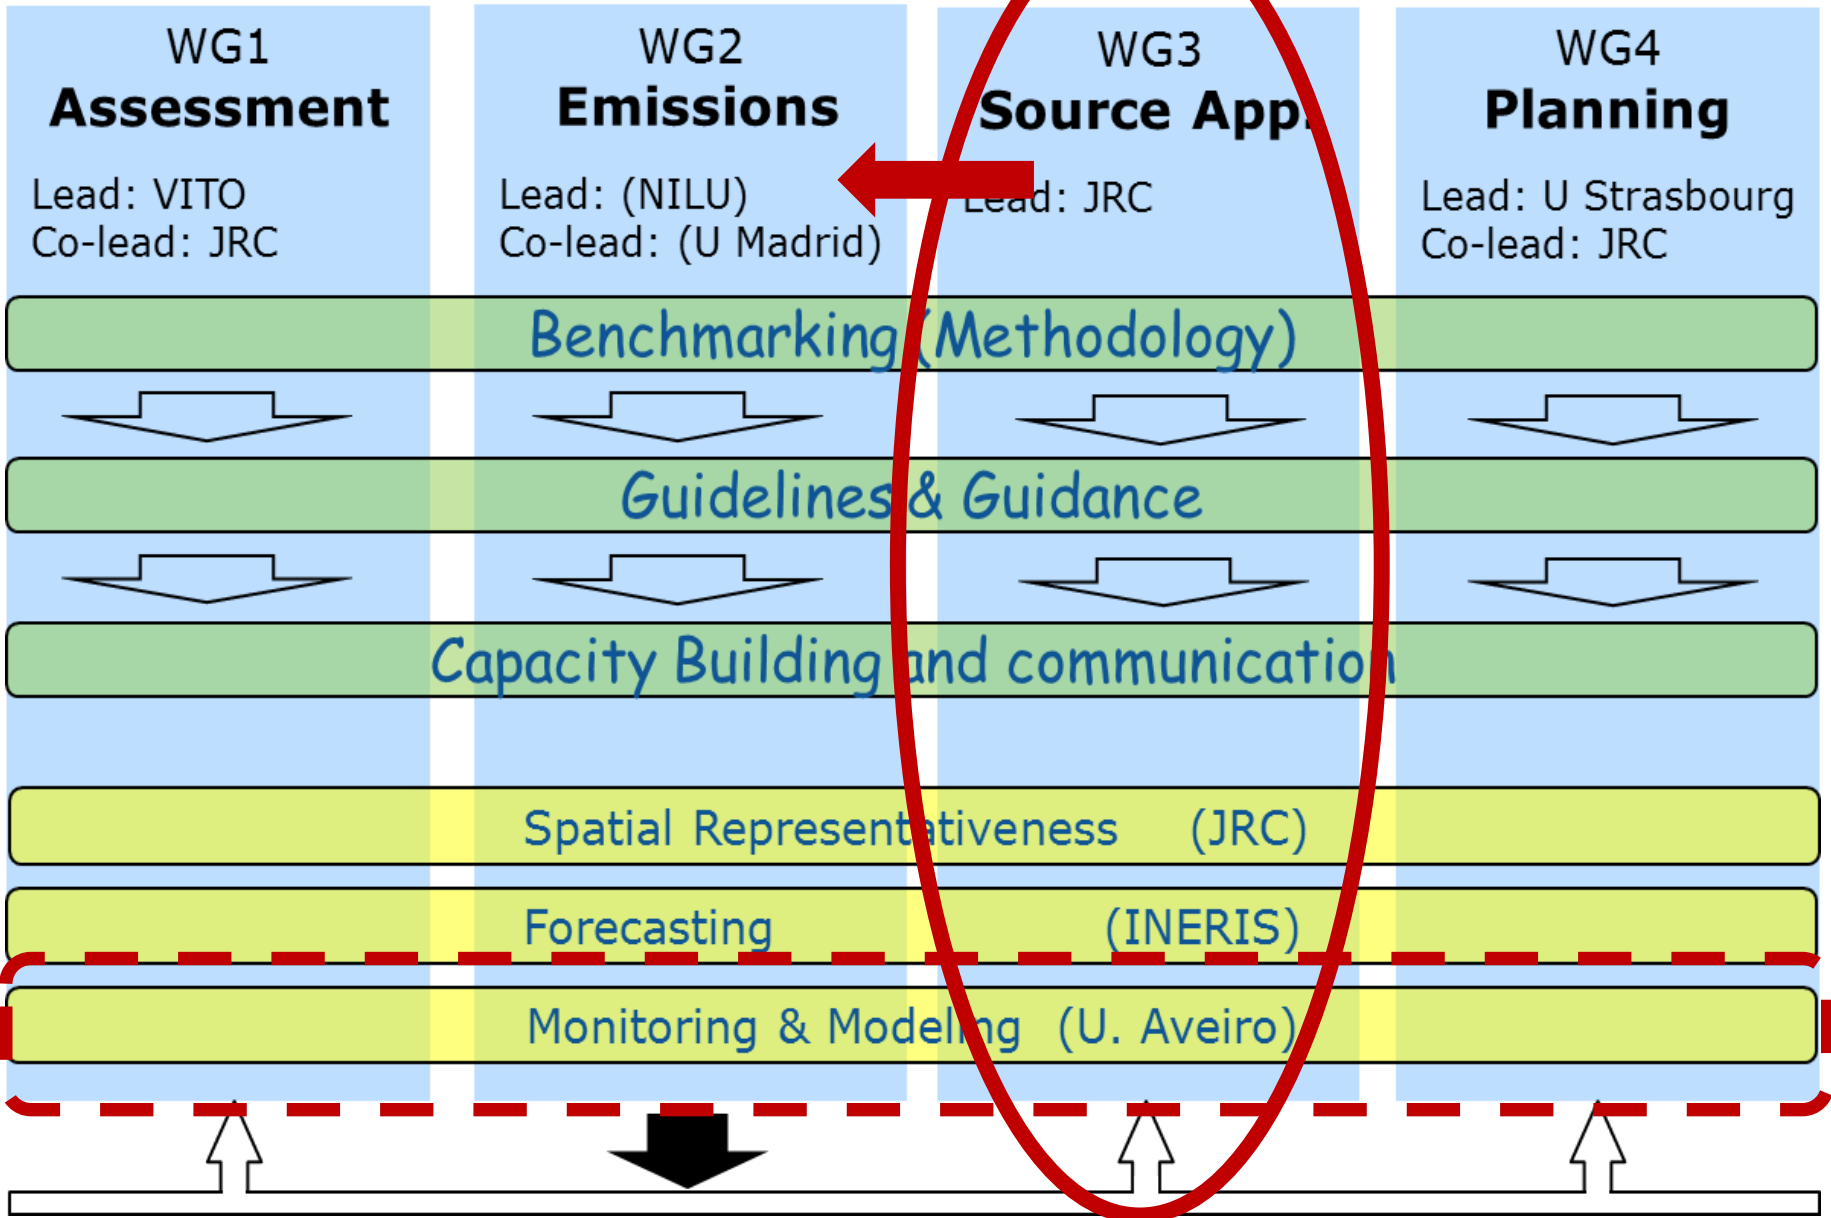 WG1
Assessment
Lead: VITO
Co-lead: JRC
WG2
Emissions
Lead: (NILU)
Co-lead: (U Madrid)
WG3
Source App.
Lead: JRC
WG4
Planning
Lead: U Strasbourg
Co-lead: JRC
Benchmarking (Methodology)
Guidelines & Guidance
Capacity Building and communication
Spatial Representativeness (JRC)
Forecasting (INERIS)
Monitoring & Modeling (U. Aveiro)